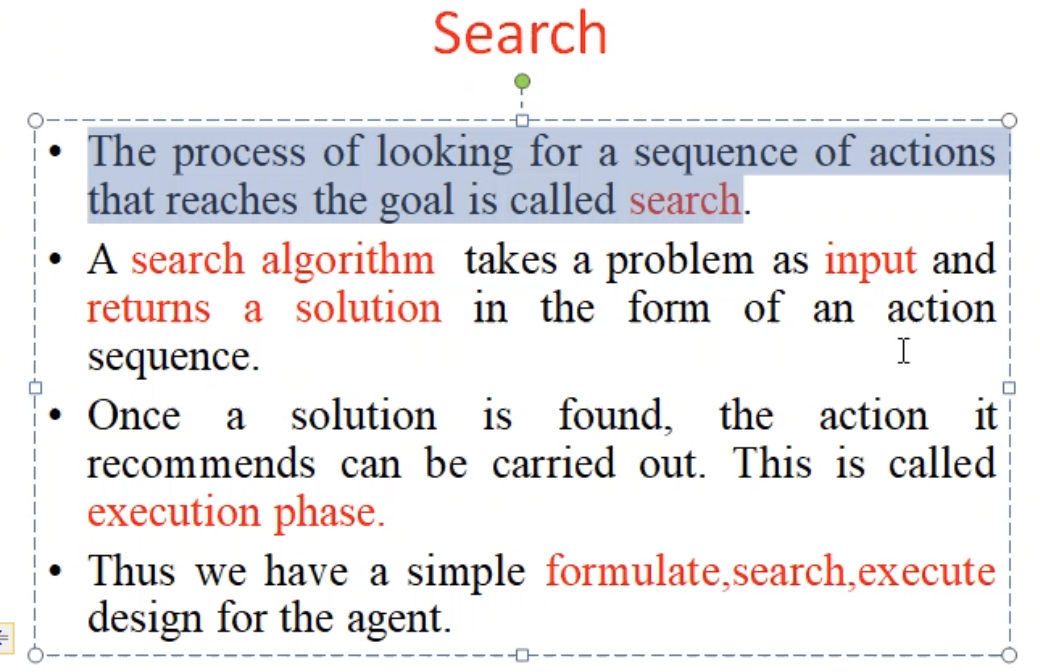 Search
• The process of looking for a sequence of actions
that reaches the goal is called search.
• A search algorithm takes a problem as input and
returns a solution in the form of an action
sequence.
• Once a solution is found, the action it
recommends can be carried out. This is called
execution phase.
• Thus we have a simple formulate,search,execute
design for the agent.